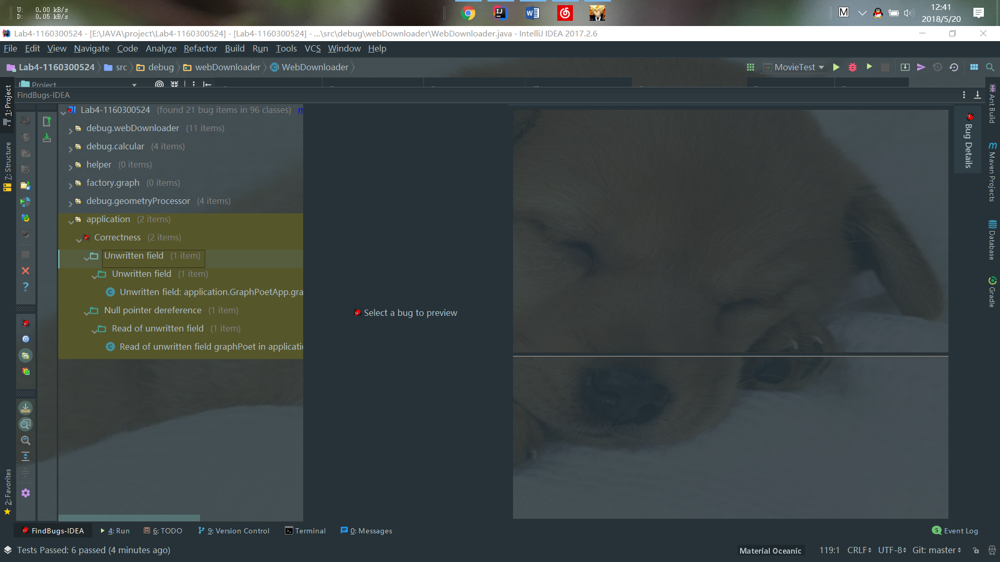 U: 0.00 kB/s
D: 0.05 kB/s
M
12:41
2018/5/20
Lab4-1160300524 - [E:\JAVA\project\Lab4-1160300524] - [Lab4-1160300524] - ...\src\debug\webDownloader\WebDownloader.java - IntelliJ IDEA 2017.2.6
File Edit View Navigate Code Analyze Refactor Build Run Tools VCS Window Help
Lab4-1160300524 src debug webDownloader WebDownloader
MovieTest
Project
FindBugs-IDEA
1: Project
Z: Structure
2: Favorites
Lab4-1160300524 (found 21 bug items in 96 classes)
debug.webDownloader (11 items)
debug.calcular (4 items)
helper (0 items)
factory.graph (0 items)
debug.geometryProcessor (4 items)
application (2 items)
Correctness (2 items)
Unwritten field (1 item)
Unwritten field (1 item)
Unwritten field: application.GraphPoetApp.gra
Null pointer dereference (1 item)
Read of unwritten field (1 item)
Read of unwritten field graphPoet in applicatio
Select a bug to preview
Bug Details
Ant Build
Maven Projects
Database
Gradle
FindBugs-IDEA 4: Run 6: TODO 9: Version Control Terminal 0: Messages
5 Event Log
Tests Passed: 6 passed (4 minutes ago)
Material Oceanic 119:1 CRLF UTF-8 Git: master